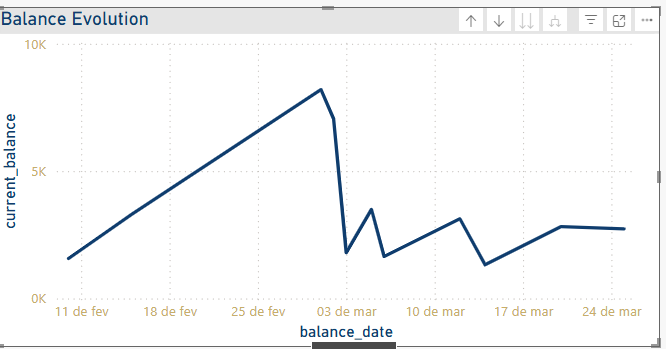 Balance Evolution
10K
5K
0K
current_balance
11 de fev 18 de fev 25 de fev 03 de mar 10 de mar 17 de mar 24 de mar
balance_date